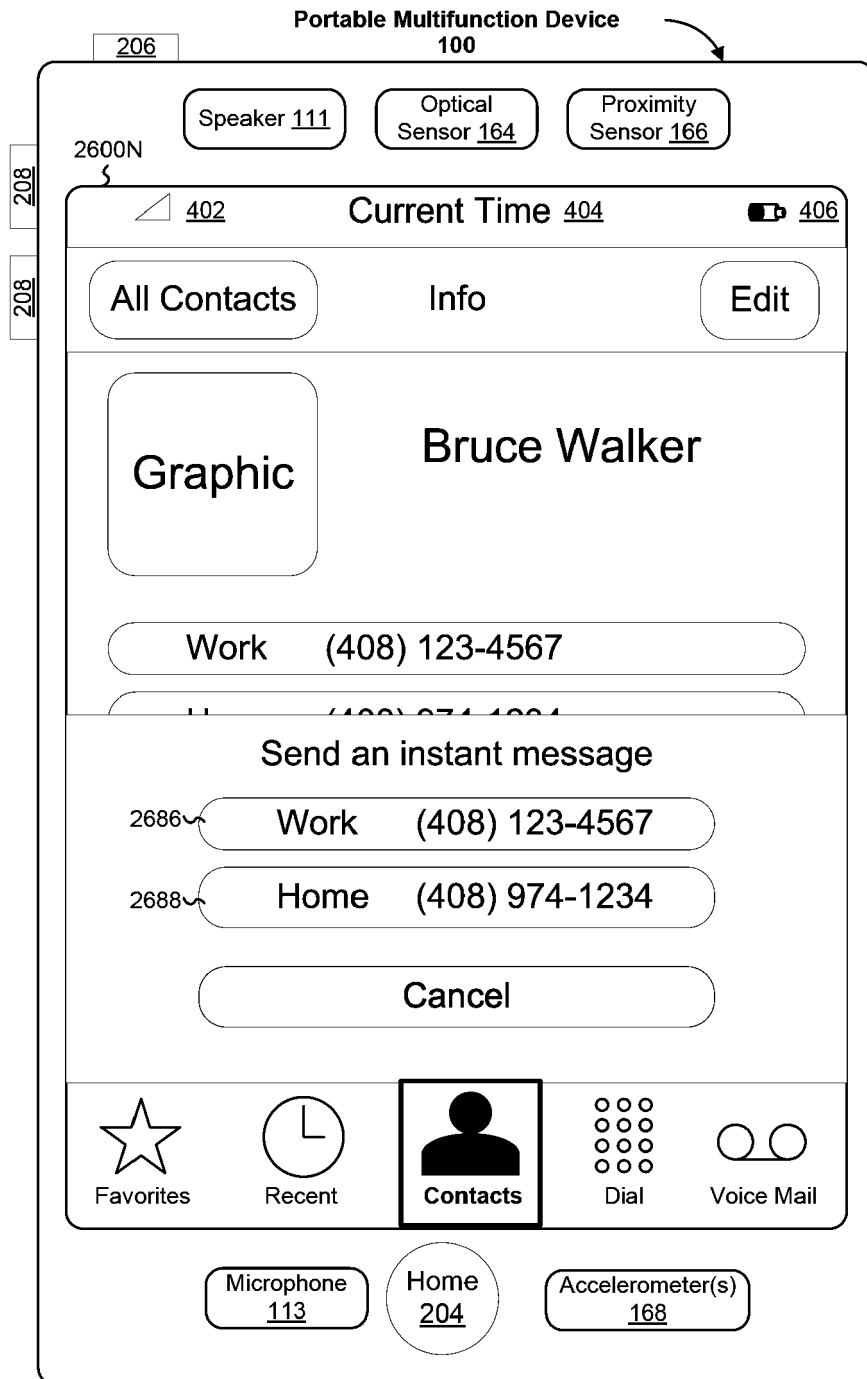 Portable Multifunction Device
100
206
Speaker 111
Optical
Sensor 164
Proximity
Sensor 166
2600N
208
208
402
Current Time 404
406
All Contacts
Info
Edit
Graphic
Bruce Walker
Work (408) 123-4567
Send an instant message
2686
Work (408) 123-4567
2688
Home (408) 974-1234
Cancel
Favorites
Recent
Contacts
Dial
Voice Mail
Microphone
113
Home
204
Accelerometer(s)
168